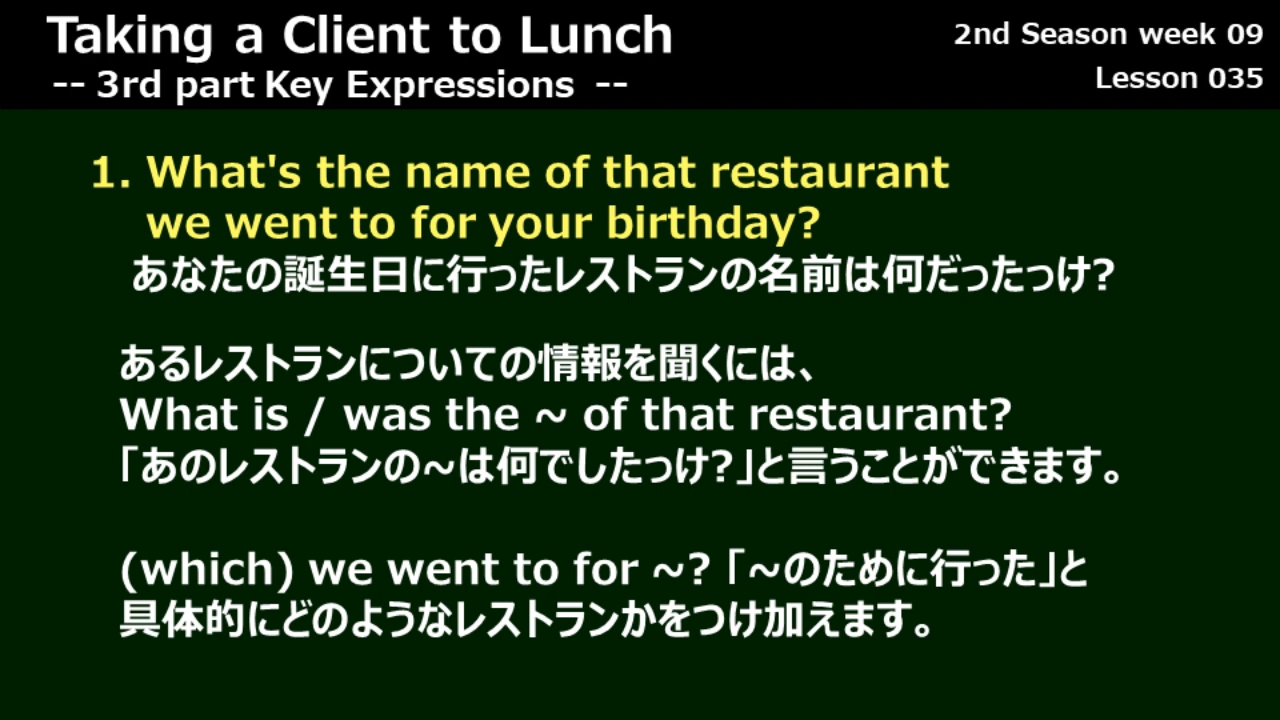 Taking a Client to Lunch
2nd Season week 09
-- 3rd part Key Expressions --
Lesson 035
1. What's the name of that restaurant
we went to for your birthday?
あなたの誕生日に行ったレストランの名前は何だったっけ?
あるレストランについての情報を聞くには、
What is / was the ~ of that restaurant?
「あのレストランの~は何でしたっけ?」と言うことができます。
(which) we went to for ~? 「~のために行った」と
具体的にどのようなレストランかをつけ加えます。